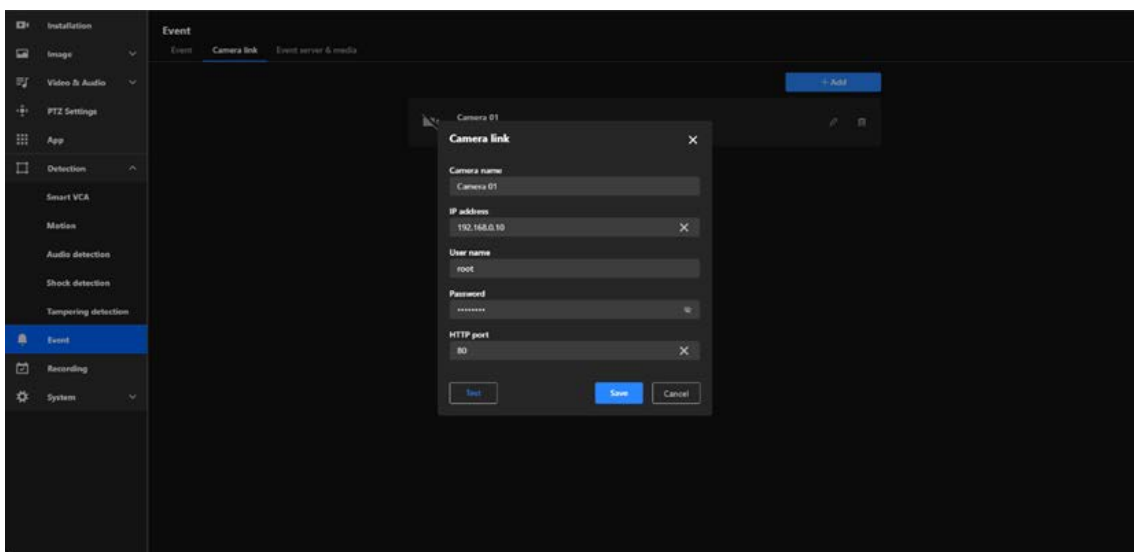 Installation
Image
Video & Audio
PTZ Settings
App
Detection
Smart VCA
Motion
Audio detection
Shock detection
Tampering detection
Event
Recording
System
Event
Event Camera link Event server & media
+ Add
Camera 01
Camera link
Camera name
Camera 01
IP address
192.168.0.10
User name
root
Password
••••••••
HTTP port
80
Test Save Cancel